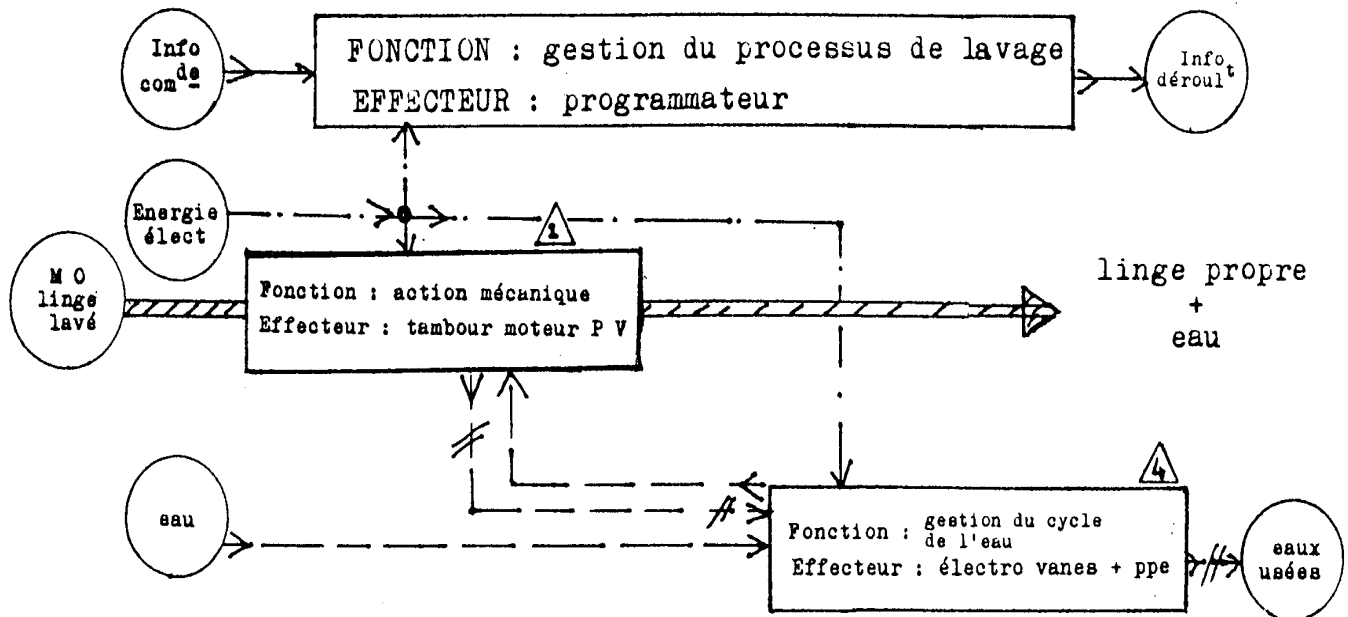 Info
com de
FONCTION : gestion du processus de lavage
EFFECTEUR : programmateur
Info
déroul t
Energie
élect
1
M O
linge
lavé
Fonction : action mécanique
Effecteur : tambour moteur P V
linge propre
+
eau
4
eau
Fonction : gestion du cycle
de l'eau
Effecteur : électro vanes + ppe
eaux
usées